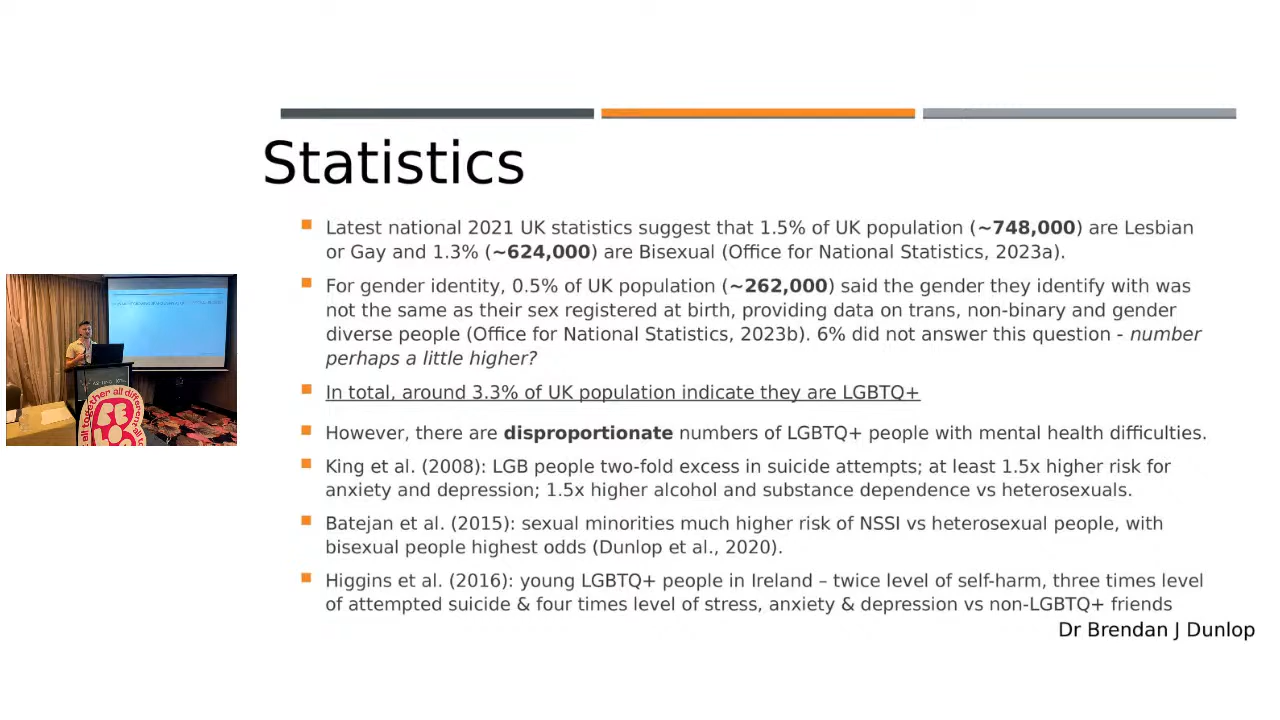 Statistics
Latest national 2021 UK statistics suggest that 1.5% of UK population (~748,000) are Lesbian
or Gay and 1.3% (~624,000) are Bisexual (Office for National Statistics, 2023a).
For gender identity, 0.5% of UK population (~262,000) said the gender they identify with was
not the same as their sex registered at birth, providing data on trans, non-binary and gender
diverse people (Office for National Statistics, 2023b). 6% did not answer this question - number
perhaps a little higher?
In total, around 3.3% of UK population indicate they are LGBTQ+
However, there are disproportionate numbers of LGBTQ+ people with mental health difficulties.
King et al. (2008): LGB people two-fold excess in suicide attempts; at least 1.5x higher risk for
anxiety and depression; 1.5x higher alcohol and substance dependence vs heterosexuals.
Batejan et al. (2015): sexual minorities much higher risk of NSSI vs heterosexual people, with
bisexual people highest odds (Dunlop et al., 2020).
Higgins et al. (2016): young LGBTQ+ people in Ireland – twice level of self-harm, three times level
of attempted suicide & four times level of stress, anxiety & depression vs non-LGBTQ+ friends
Dr Brendan J Dunlop
together all different
BE